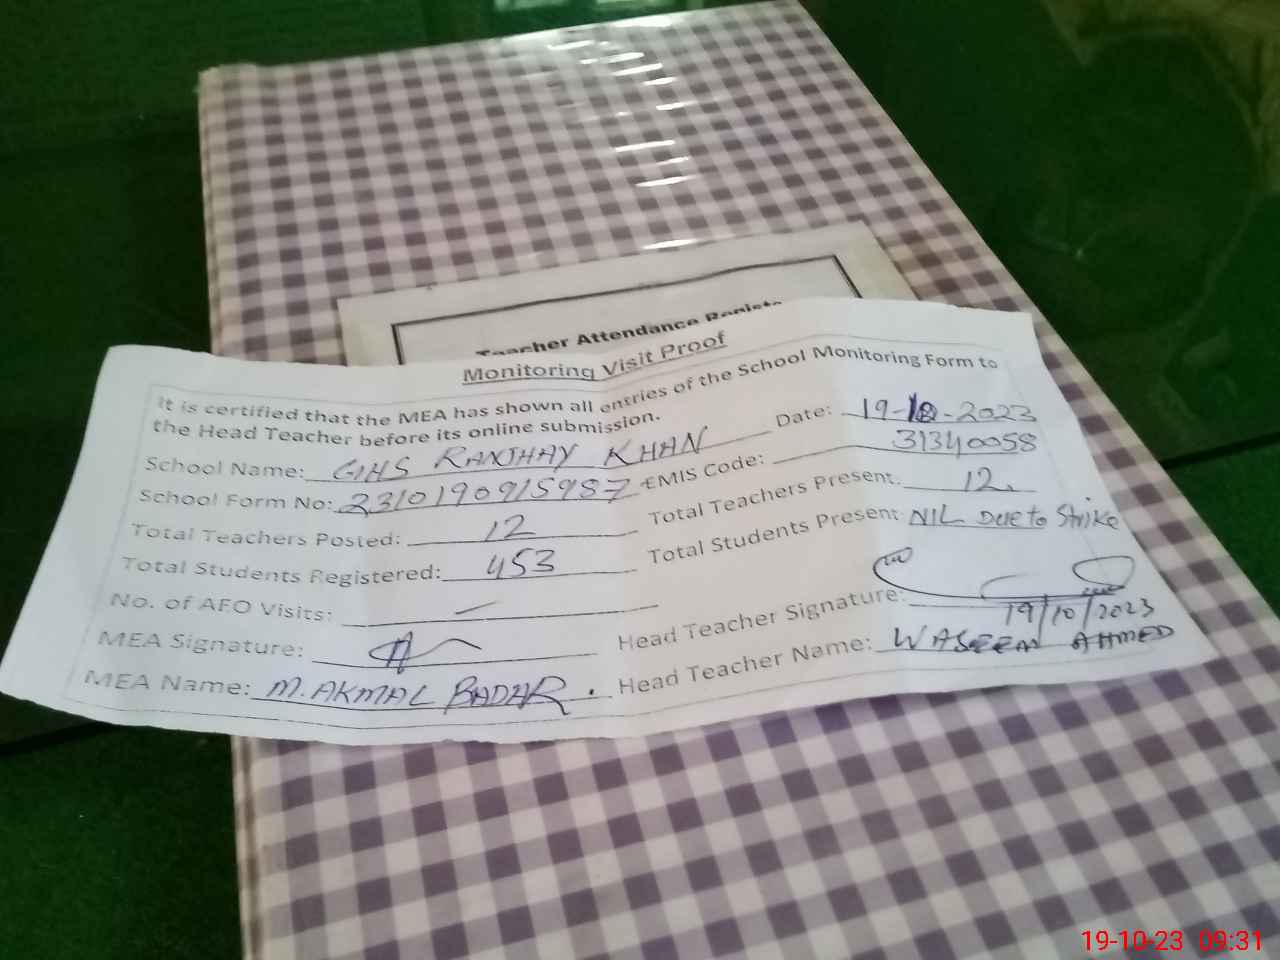 Teacher Attendance Registe
Monitoring Visit Proof
It is certified that the MEA has shown all entries of the School Monitoring Form to
the Head Teacher before its online submission.
Date: 19-10-2023
School Name: GHS RANJHAY KHAN
EMIS Code: 31340058
School Form No: 2310190915987
Total Teachers Present: 12.
Total Teachers Posted: 12
Total Students Present NIL Due to Strike
Total Students Registered: 453
No. of AFO Visits: —
Head Teacher Signature:
19/10/2023
MEA Signature:
Head Teacher Name: WASEEM AHMED
MEA Name: M. AKMAL BADAR.
19-10-23 09:31